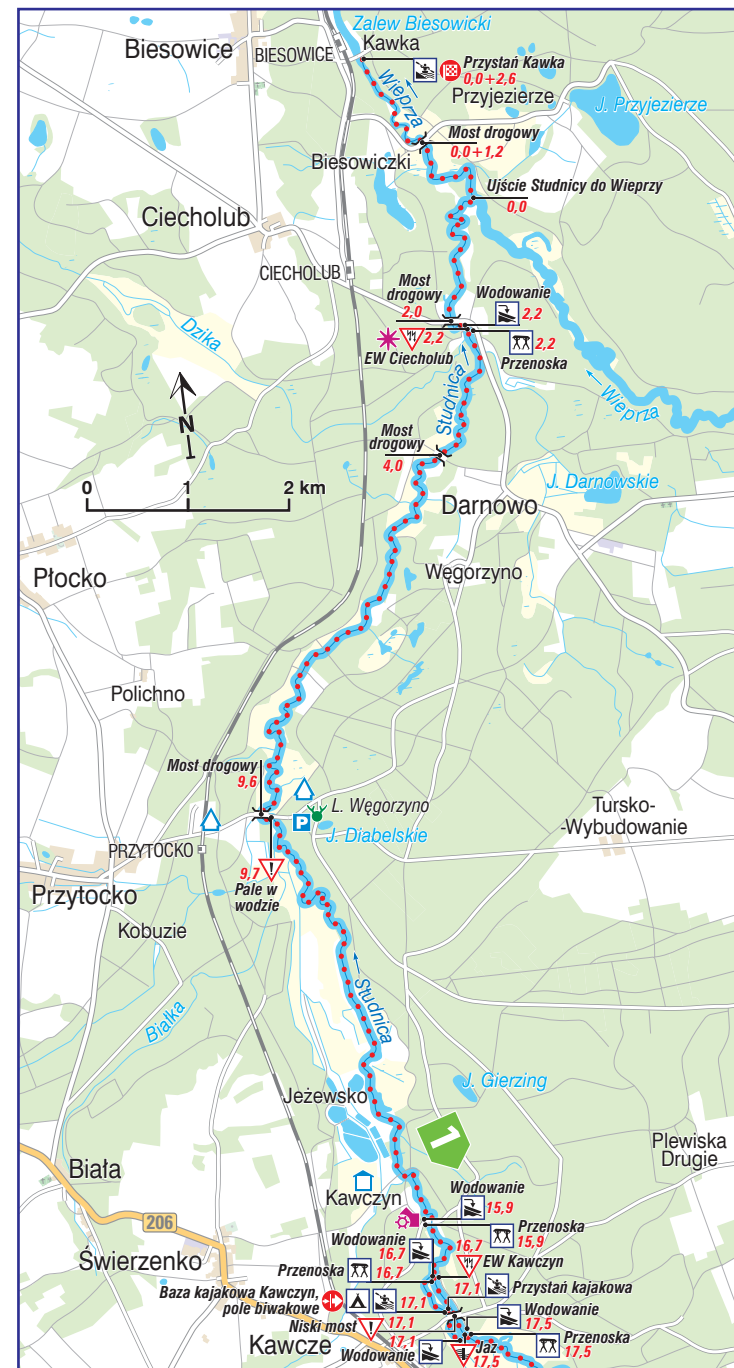 Zalew Biesowicki
Biesowice
BIESOWICE
Kawka
Przystań Kawka
0,0+2,6
Wieprza
Przyjezierze
J. Przyjezierze
Most drogowy
0,0+1,2
Biesowiczki
Ujście Studnicy do Wieprzy
0,0
Ciecholub
CIECHOLUB
Most
drogowy
2,0
Wodowanie
2,2
2,2
EW Ciecholub
2,2
Przenoska
Dzika
Wieprza
Studnica
N
Most
drogowy
4,0
0 1 2 km
J. Darnowskie
Darnowo
Płocko
Węgorzyno
Polichno
Most drogowy
9,6
L. Węgorzyno
P
J. Diabelskie
Tursko-
-Wybudowanie
PRZYTOCKO
9,7
Pale w
wodzie
Przytocko
Kobuzie
Białka
Studnica
J. Gierzing
Jeżewsko
1
Plewiska
Drugie
Biała
206
Kawczyn
Wodowanie
15,9
Przenoska
15,9
Świerzenko
Wodowanie
16,7
16,7
EW Kawczyn
Przenoska
16,7
17,1
Przystań kajakowa
Baza kajakowa Kawczyn,
pole biwakowe
17,1
Wodowanie
17,5
Niski most
17,1
Kawcze
17,1
Wodowanie
Jaz
17,5
Przenoska
17,5